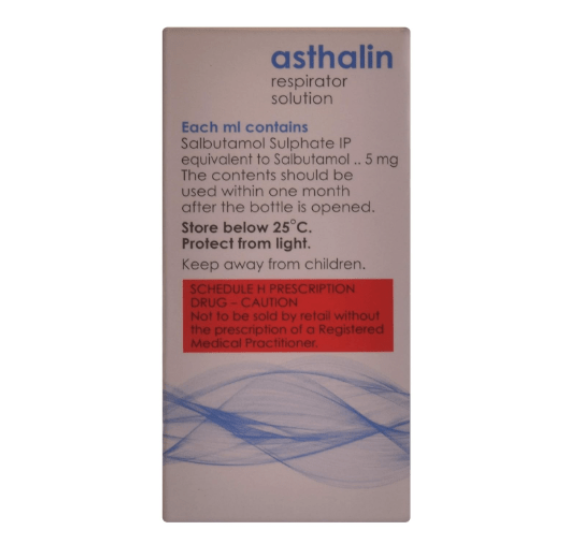 asthalin
respirator
solution
Each ml contains
Salbutamol Sulphate IP
equivalent to Salbutamol .. 5 mg
The contents should be
used within one month
after the bottle is opened.
Store below 25°C.
Protect from light.
Keep away from children.
SCHEDULE H PRESCRIPTION
DRUG – CAUTION
Not to be sold by retail without
the prescription of a Registered
Medical Practitioner.